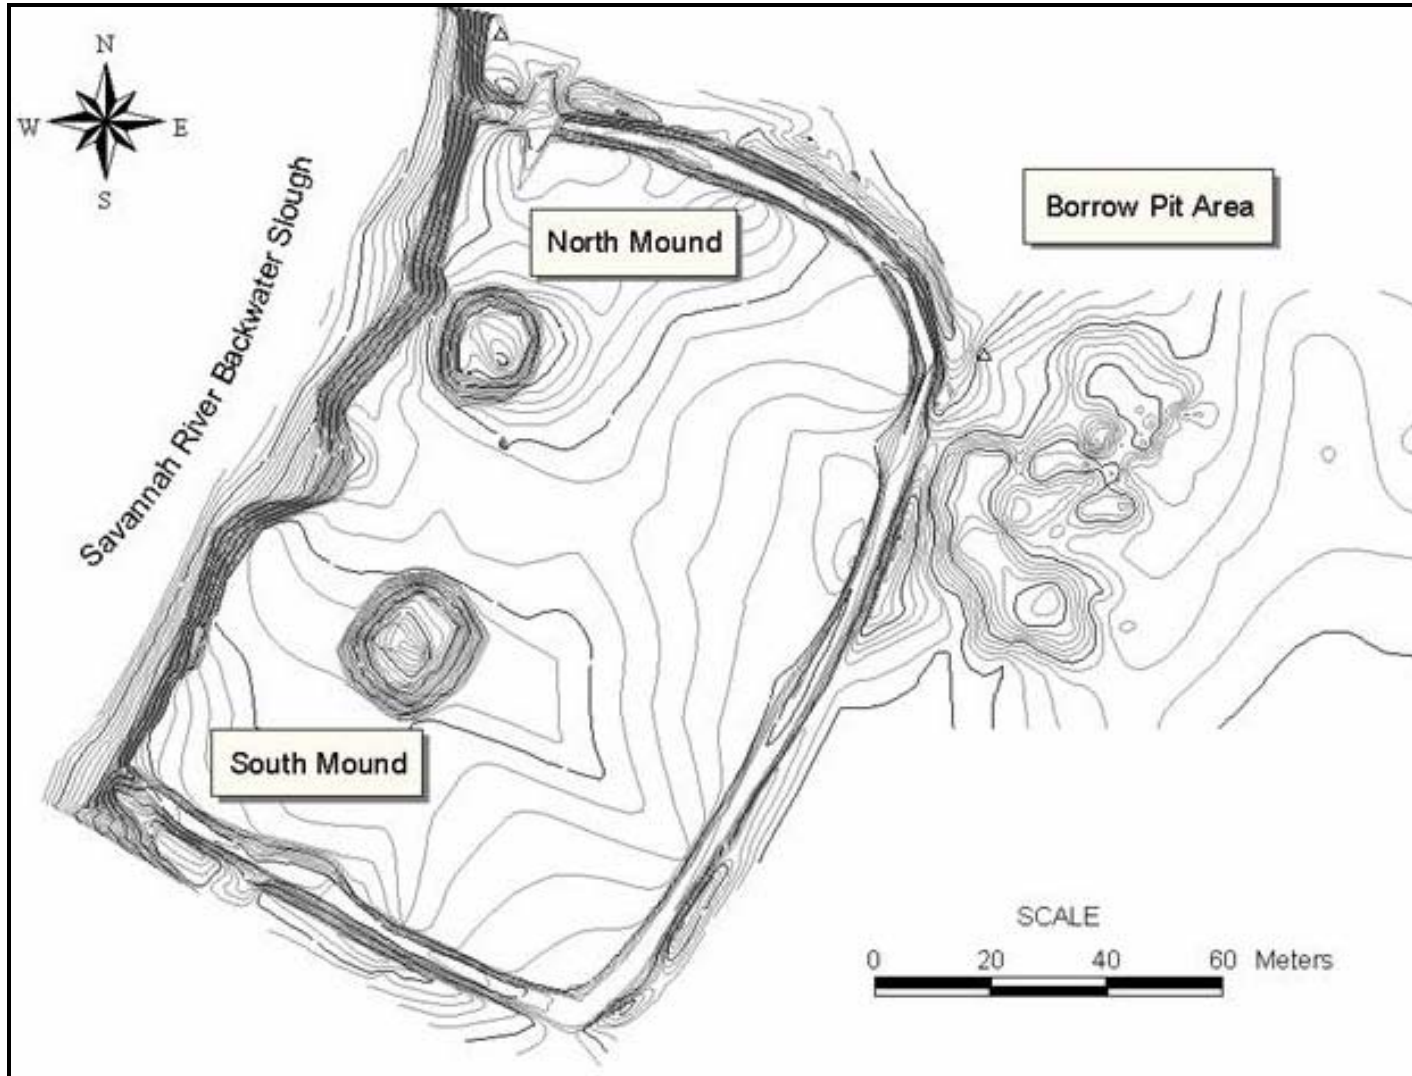 N
W E
S
Savannah River Backwater Slough
North Mound
Borrow Pit Area
South Mound
SCALE
0 20 40 60 Meters